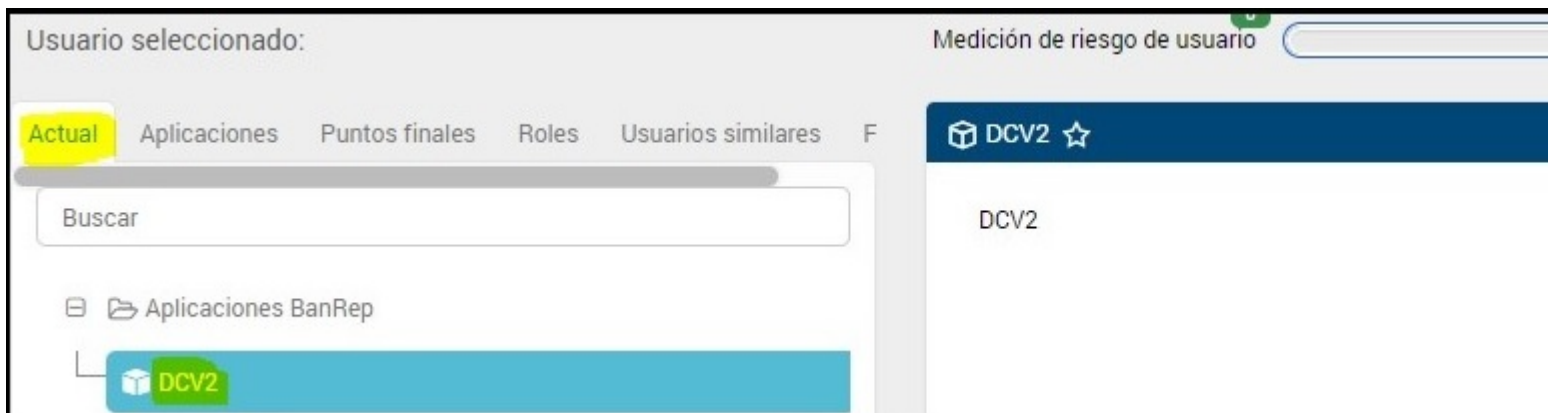 Usuario seleccionado:
Medición de riesgo de usuario
Actual Aplicaciones Puntos finales Roles Usuarios similares F
Buscar
Aplicaciones BanRep
DCV2
DCV2
DCV2